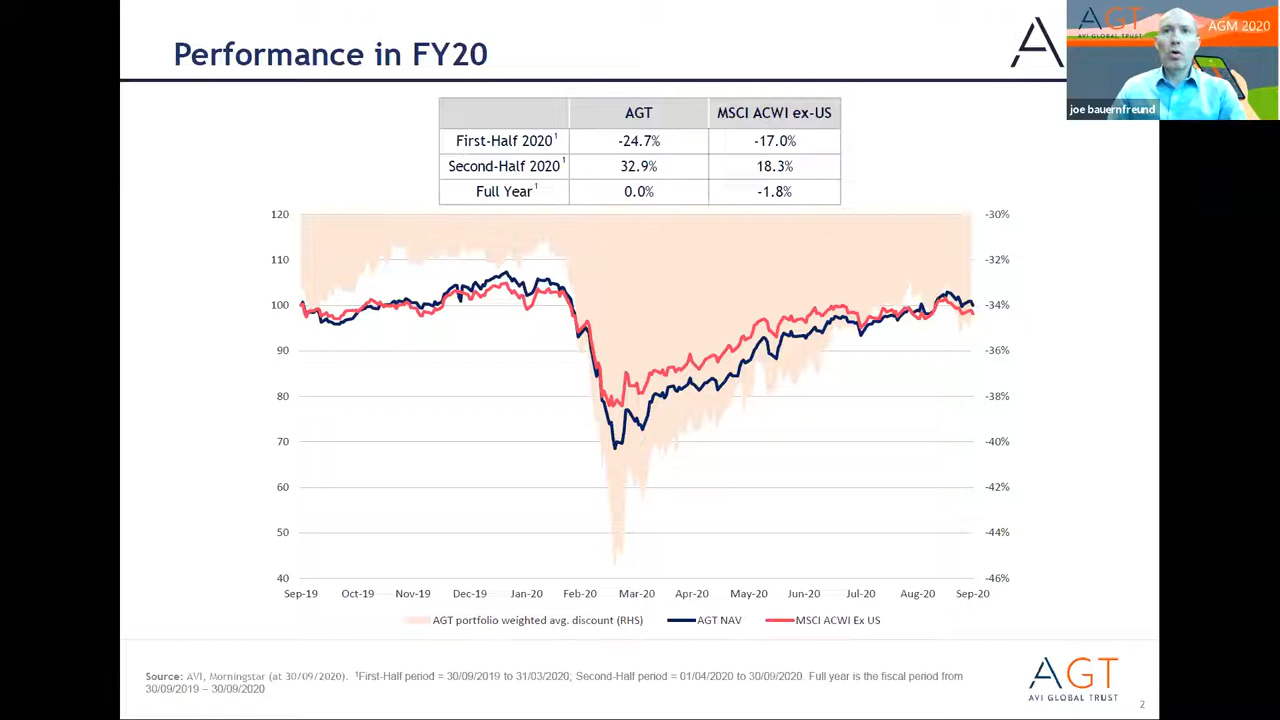 Performance in FY20
A
AGT
AVI GLOBAL TRUST
AGM 2020
joe bauernfreund
AGT MSCI ACWI ex-US
First-Half 2020¹ -24.7% -17.0%
Second-Half 2020¹ 32.9% 18.3%
Full Year¹ 0.0% -1.8%
120 -30%
110 -32%
100 -34%
90 -36%
80 -38%
70 -40%
60 -42%
50 -44%
40 -46%
Sep-19 Oct-19 Nov-19 Dec-19 Jan-20 Feb-20 Mar-20 Apr-20 May-20 Jun-20 Jul-20 Aug-20 Sep-20
AGT portfolio weighted avg. discount (RHS) AGT NAV MSCI ACWI Ex US
Source: AVI, Morningstar (at 30/09/2020). ¹First-Half period = 30/09/2019 to 31/03/2020; Second-Half period = 01/04/2020 to 30/09/2020. Full year is the fiscal period from
30/09/2019 – 30/09/2020
AGT
AVI GLOBAL TRUST
2